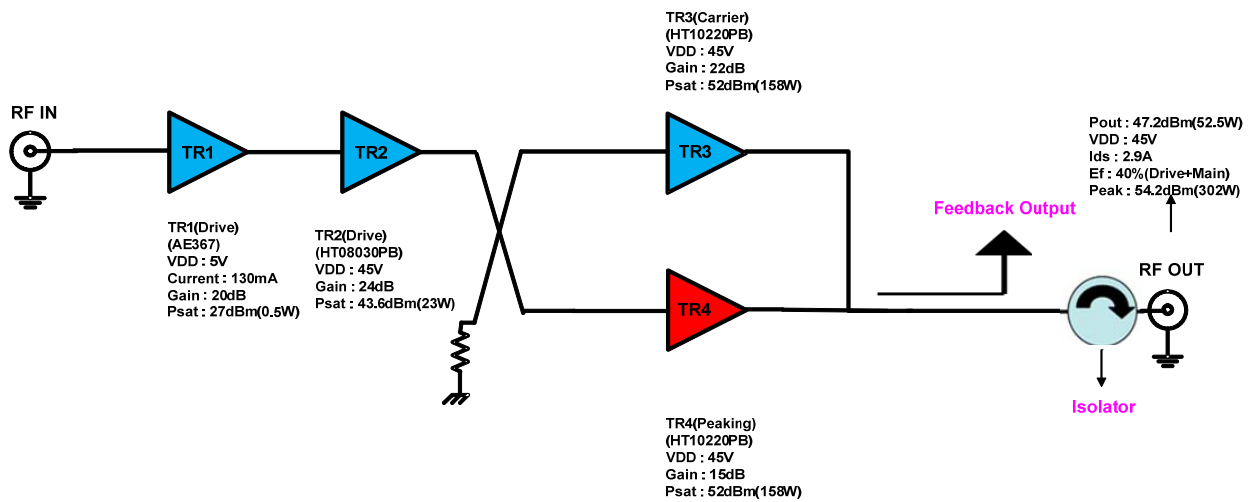 TR3(Carrier)
(HT10220PB)
VDD : 45V
Gain : 22dB
Psat : 52dBm(158W)
RF IN
Pout : 47.2dBm(52.5W)
VDD : 45V
Ids : 2.9A
Ef : 40%(Drive+Main)
Peak : 54.2dBm(302W)
TR1
TR2
TR3
Feedback Output
TR1(Drive)
(AE367)
VDD : 5V
Current : 130mA
Gain : 20dB
Psat : 27dBm(0.5W)
TR2(Drive)
(HT08030PB)
VDD : 45V
Gain : 24dB
Psat : 43.6dBm(23W)
RF OUT
TR4
Isolator
TR4(Peaking)
(HT10220PB)
VDD : 45V
Gain : 15dB
Psat : 52dBm(158W)